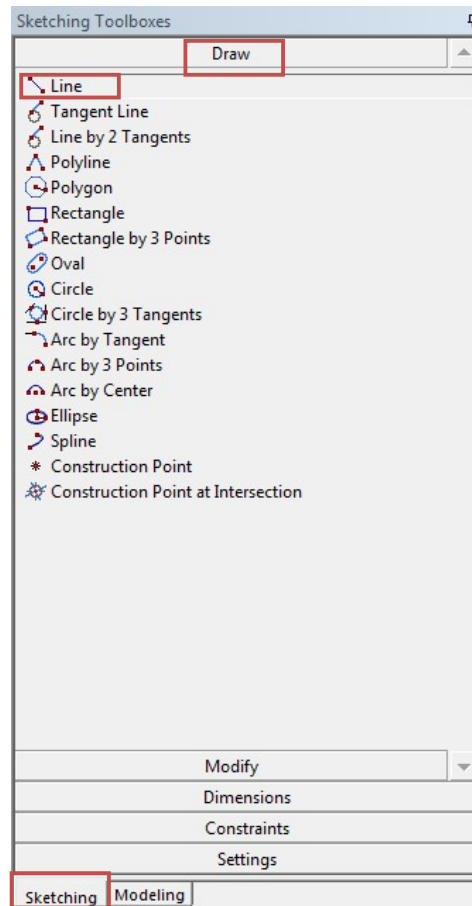 Sketching Toolboxes
Draw
Line
Tangent Line
Line by 2 Tangents
Polyline
Polygon
Rectangle
Rectangle by 3 Points
Oval
Circle
Circle by 3 Tangents
Arc by Tangent
Arc by 3 Points
Arc by Center
Ellipse
Spline
Construction Point
Construction Point at Intersection
Modify
Dimensions
Constraints
Settings
Sketching Modeling